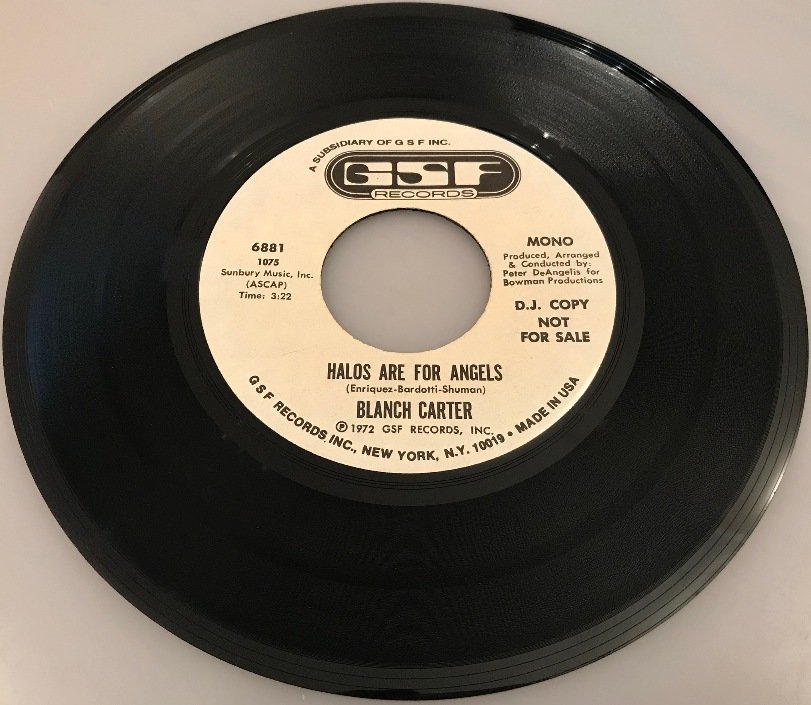 A SUBSIDIARY OF G S F INC.
GSF
RECORDS
6881
1075
Sunbury Music, Inc.
(ASCAP)
Time: 3:22
MONO
Produced, Arranged
& Conducted by:
Peter DeAngelis for
Bowman Productions
D.J. COPY
NOT
FOR SALE
HALOS ARE FOR ANGELS
(Enriquez-Bardotti-Shuman)
BLANCH CARTER
Ⓟ 1972 GSF RECORDS, INC.
G S F RECORDS INC., NEW YORK, N.Y. 10019 • MADE IN USA